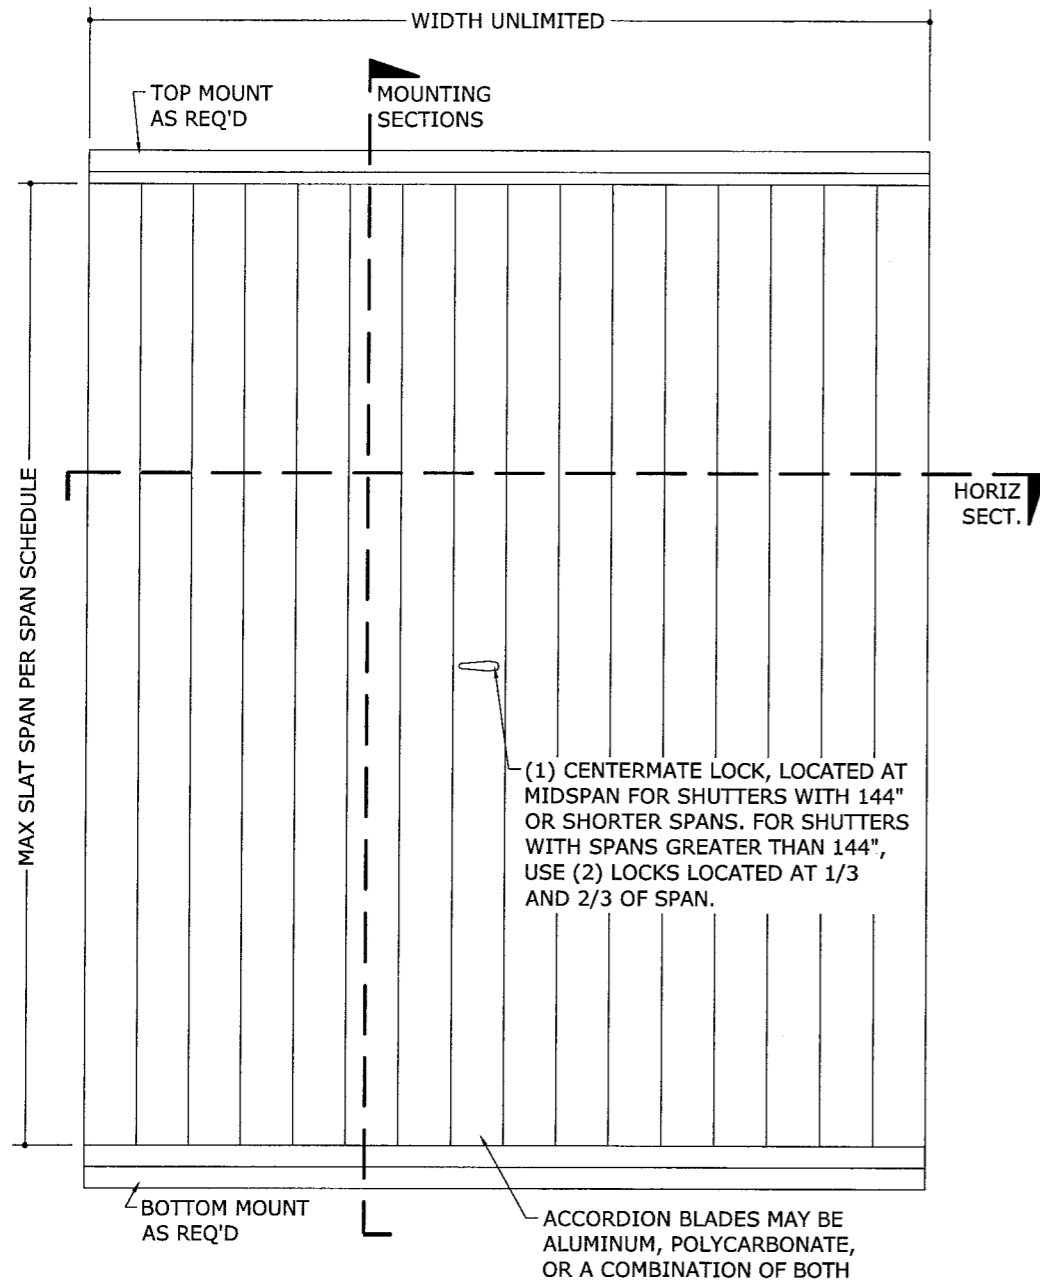 WIDTH UNLIMITED
TOP MOUNT
AS REQ'D
MOUNTING
SECTIONS
MAX SLAT SPAN PER SPAN SCHEDULE
HORIZ
SECT.
(1) CENTERMATE LOCK, LOCATED AT
MIDSPAN FOR SHUTTERS WITH 144"
OR SHORTER SPANS. FOR SHUTTERS
WITH SPANS GREATER THAN 144",
USE (2) LOCKS LOCATED AT 1/3
AND 2/3 OF SPAN.
BOTTOM MOUNT
AS REQ'D
ACCORDION BLADES MAY BE
ALUMINUM, POLYCARBONATE,
OR A COMBINATION OF BOTH